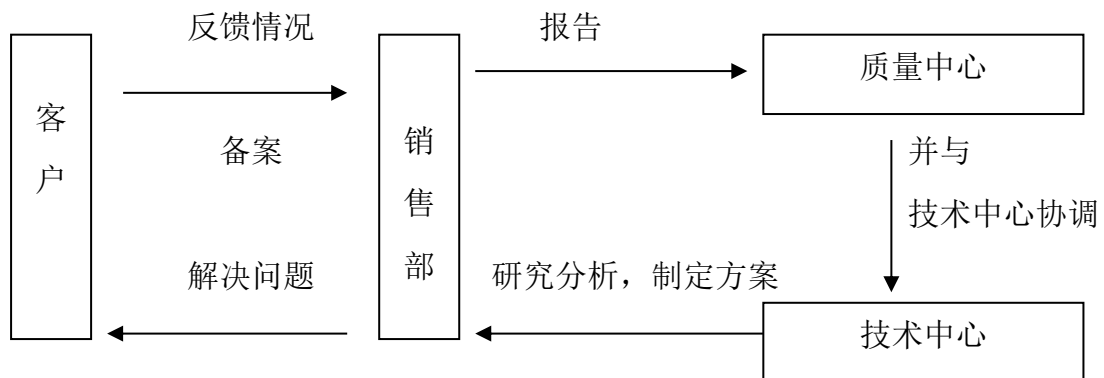 反馈情况
报告
质量中心
客户
备案
销售部
并与
技术中心协调
解决问题
研究分析，制定方案
技术中心